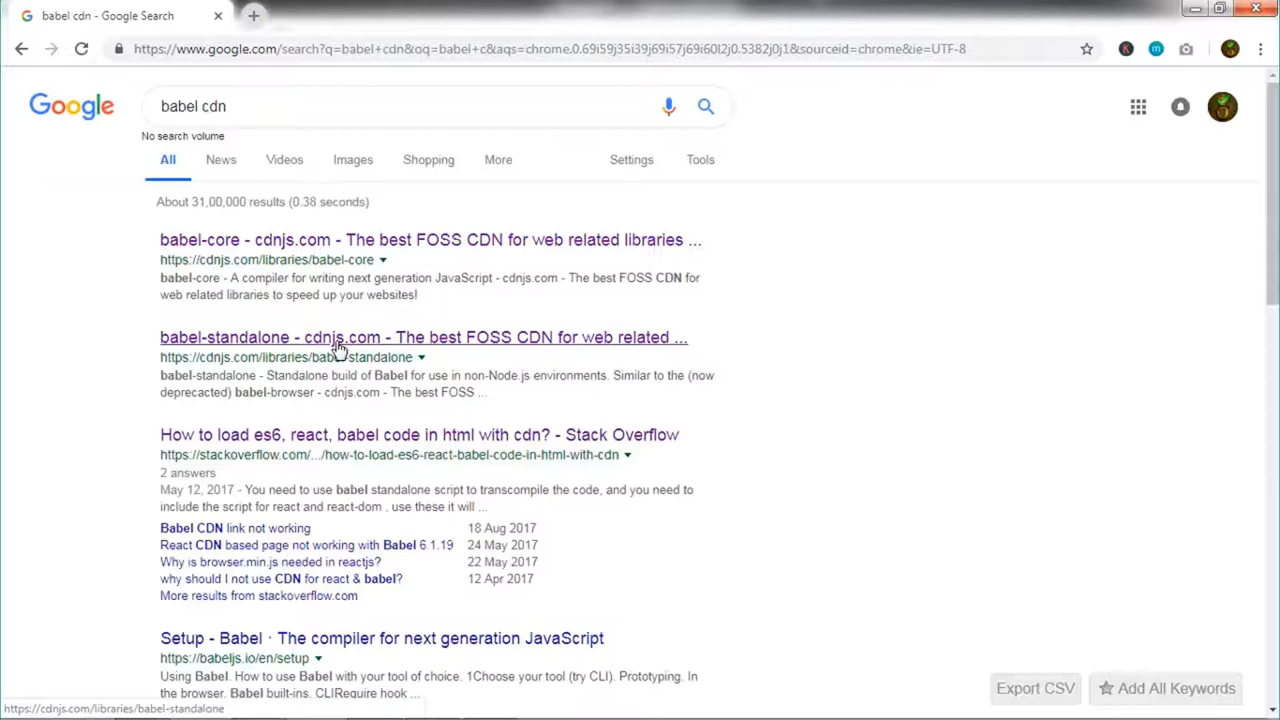 babel cdn - Google Search
https://www.google.com/search?q=babel+cdn&oq=babel+c&aqs=chrome.0.69i59j35i39j69i57j69i60l2j0.5382j0j1&sourceid=chrome&ie=UTF-8
Google
babel cdn
No search volume
All News Videos Images Shopping More Settings Tools
About 31,00,000 results (0.38 seconds)
babel-core - cdnjs.com - The best FOSS CDN for web related libraries ...
https://cdnjs.com/libraries/babel-core
babel-core - A compiler for writing next generation JavaScript - cdnjs.com - The best FOSS CDN for
web related libraries to speed up your websites!
babel-standalone - cdnjs.com - The best FOSS CDN for web related ...
https://cdnjs.com/libraries/babel-standalone
babel-standalone - Standalone build of Babel for use in non-Node.js environments. Similar to the (now
deprecacted) babel-browser - cdnjs.com - The best FOSS ...
How to load es6, react, babel code in html with cdn? - Stack Overflow
https://stackoverflow.com/.../how-to-load-es6-react-babel-code-in-html-with-cdn
2 answers
May 12, 2017 - You need to use babel standalone script to transcompile the code, and you need to
include the script for react and react-dom , use these it will ...
Babel CDN link not working 18 Aug 2017
React CDN based page not working with Babel 6.1.19 24 May 2017
Why is browser.min.js needed in reactjs? 22 May 2017
why should I not use CDN for react & babel? 12 Apr 2017
More results from stackoverflow.com
Setup - Babel · The compiler for next generation JavaScript
https://babeljs.io/en/setup
Using Babel. How to use Babel with your tool of choice. 1Choose your tool (try CLI). Prototyping. In
the browser. Babel built-ins. CLIRequire hook ...
Export CSV Add All Keywords
https://cdnjs.com/libraries/babel-standalone